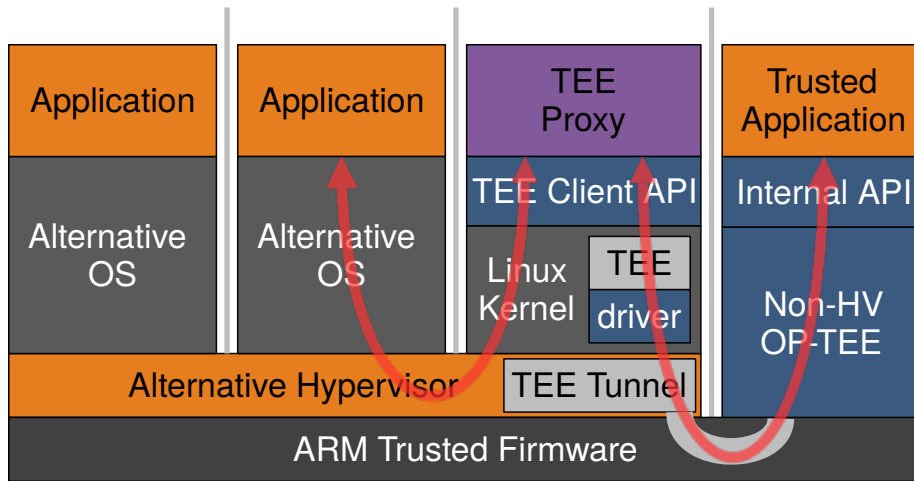 Application
Application
TEE
Proxy
Trusted
Application
TEE Client API
Internal API
Alternative
OS
Alternative
OS
Linux
Kernel
TEE
driver
Non-HV
OP-TEE
Alternative Hypervisor
TEE Tunnel
ARM Trusted Firmware